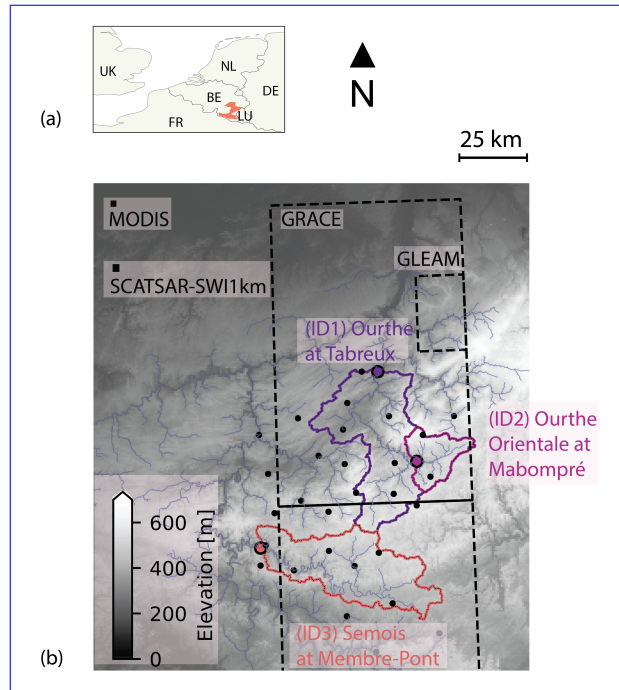 (a)
UK
NL
DE
BE
LU
FR
N
25 km
MODIS
GRACE
GLEAM
SCATSAR-SWI1km
(ID1) Ourthe
at Tabreux
(ID2) Ourthe
Orientale at
Mabompré
Elevation [m]
600
400
200
0
(ID3) Semois
at Membre-Pont
(b)